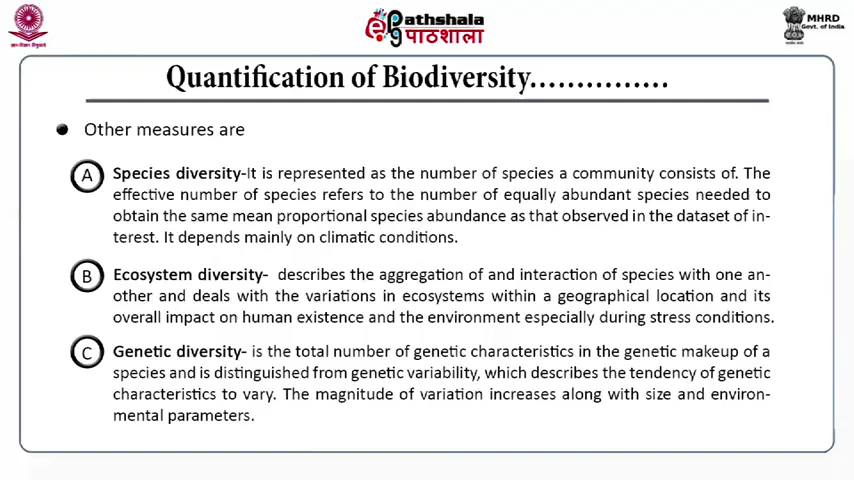 Pathshala
पाठशाला
MHRD
Govt. of India
Quantification of Biodiversity...............
Other measures are
A
Species diversity-It is represented as the number of species a community consists of. The
effective number of species refers to the number of equally abundant species needed to
obtain the same mean proportional species abundance as that observed in the dataset of in-
terest. It depends mainly on climatic conditions.
B
Ecosystem diversity- describes the aggregation of and interaction of species with one an-
other and deals with the variations in ecosystems within a geographical location and its
overall impact on human existence and the environment especially during stress conditions.
C
Genetic diversity- is the total number of genetic characteristics in the genetic makeup of a
species and is distinguished from genetic variability, which describes the tendency of genetic
characteristics to vary. The magnitude of variation increases along with size and environ-
mental parameters.